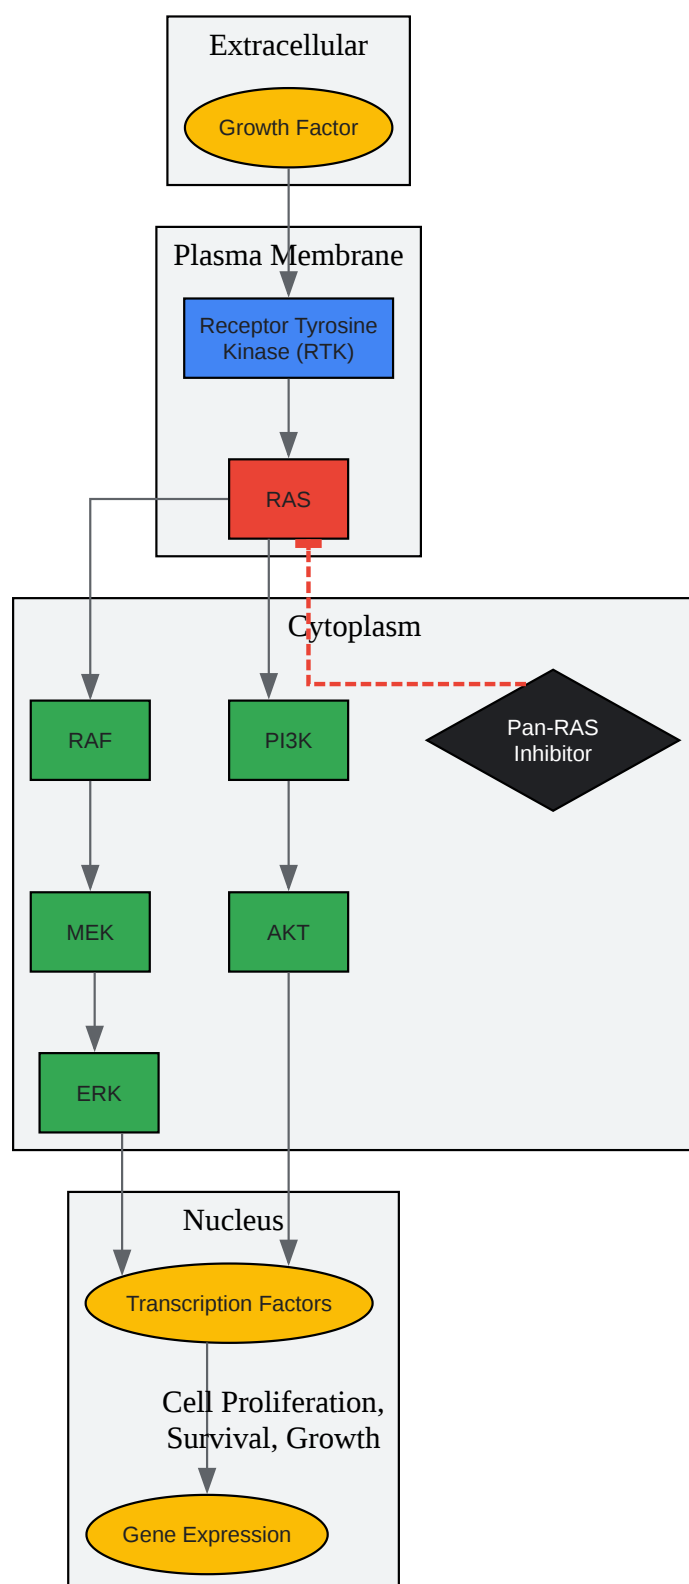 Extracellular
Growth Factor
Plasma Membrane
Receptor Tyrosine
Kinase (RTK)
RAS
Cytoplasm
RAF
PI3K
Pan-RAS
Inhibitor
MEK
AKT
ERK
Nucleus
Transcription Factors
Cell Proliferation,
Survival, Growth
Gene Expression